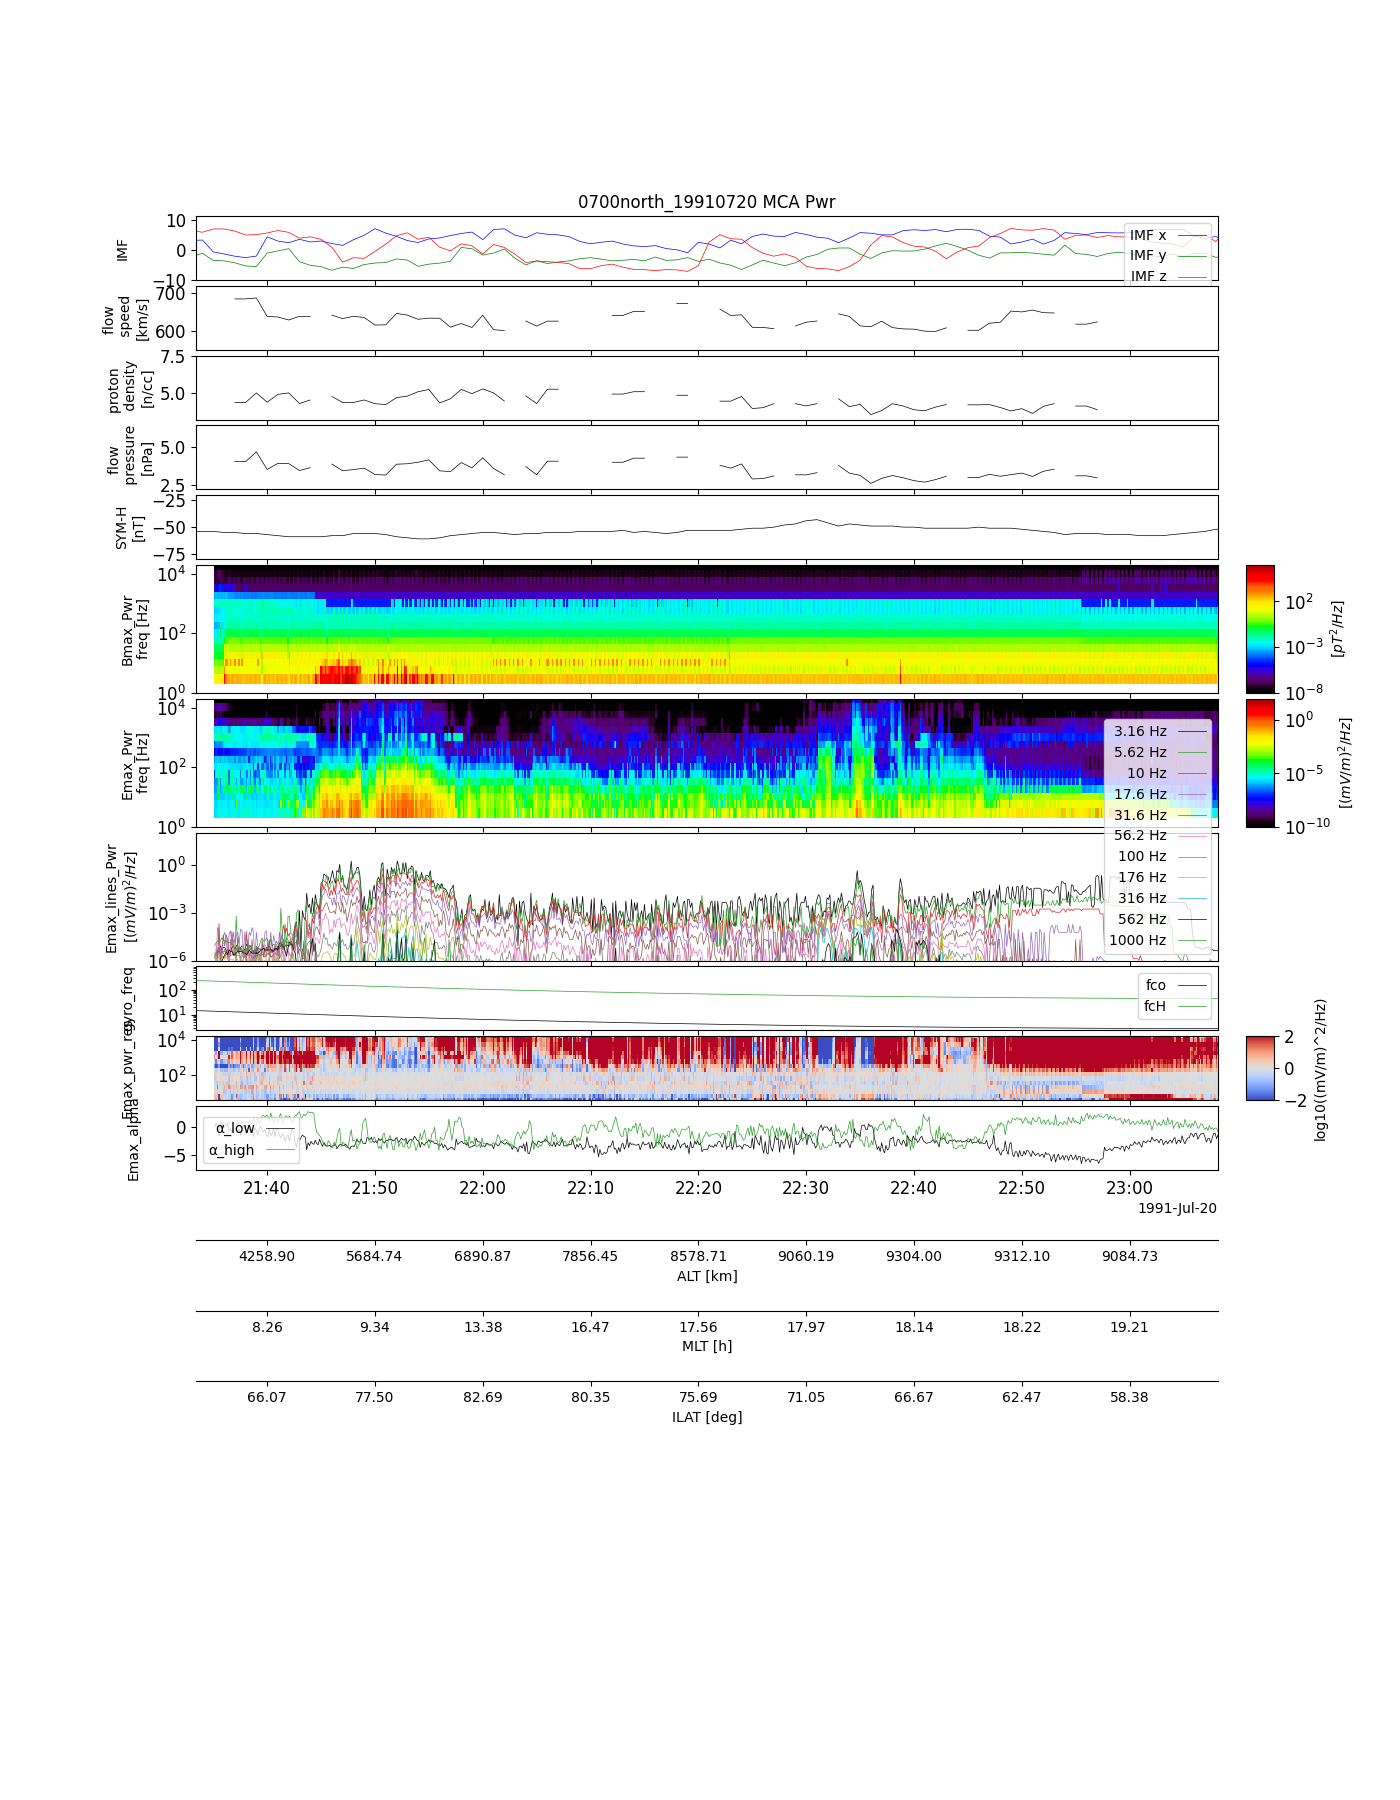 0700north_19910720 MCA Pwr
10
0
−10
IMF
IMF x
IMF y
IMF z
700
600
flow
speed
[km/s]
7.5
5.0
proton
density
[n/cc]
5.0
2.5
flow
pressure
[nPa]
−25
−50
−75
SYM-H
[nT]
10^4
10^2
10^0
Bmax_Pwr
freq [Hz]
10^2
10^−3
10^−8
[pT^2/Hz]
10^4
10^2
10^0
Emax_Pwr
freq [Hz]
10^0
10^−5
10^−10
[(mV/m)^2/Hz]
3.16 Hz
5.62 Hz
10 Hz
17.6 Hz
31.6 Hz
56.2 Hz
100 Hz
176 Hz
316 Hz
562 Hz
1000 Hz
10^0
10^−3
10^−6
Emax_lines_Pwr
[(mV/m)^2/Hz]
10^2
10^1
gyro_freq
fco
fcH
10^4
10^2
Emax_pwr_reg
2
0
−2
log10((mV/m)^2/Hz)
0
−5
Emax_alpha
α_low
α_high
21:40 21:50 22:00 22:10 22:20 22:30 22:40 22:50 23:00
1991-Jul-20
4258.90 5684.74 6890.87 7856.45 8578.71 9060.19 9304.00 9312.10 9084.73
ALT [km]
8.26 9.34 13.38 16.47 17.56 17.97 18.14 18.22 19.21
MLT [h]
66.07 77.50 82.69 80.35 75.69 71.05 66.67 62.47 58.38
ILAT [deg]